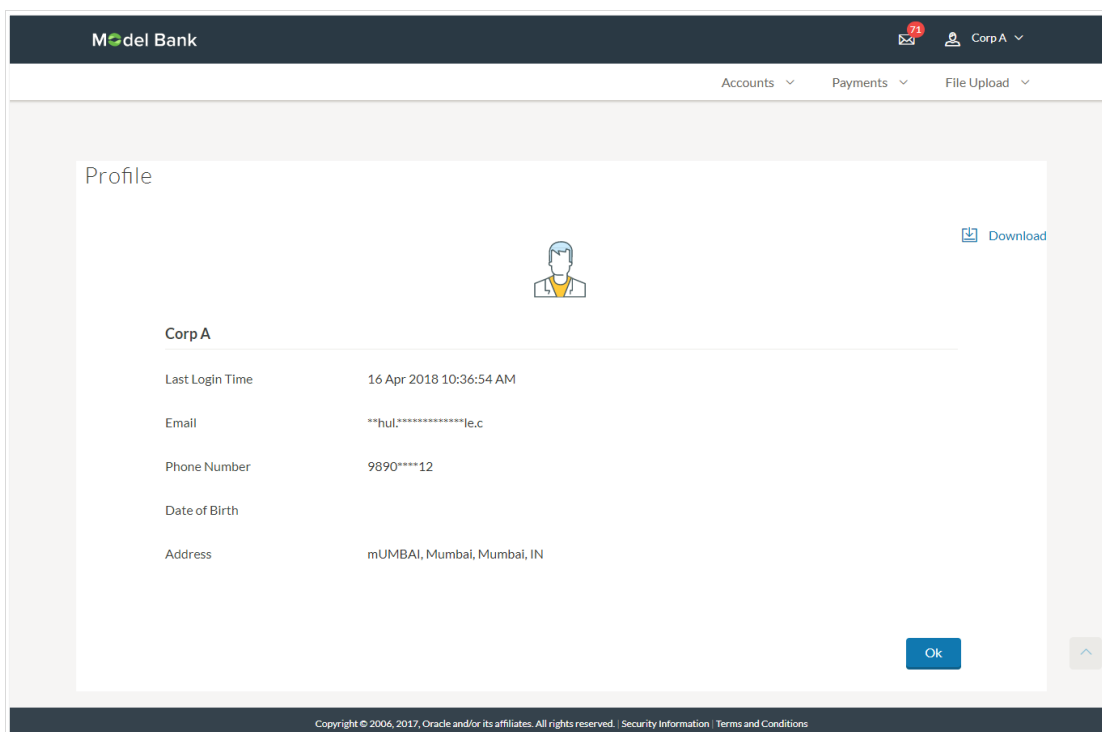 Model Bank
71
Corp A
Accounts
Payments
File Upload
Profile
Download
Corp A
Last Login Time 16 Apr 2018 10:36:54 AM
Email **hul.*************le.c
Phone Number 9890****12
Date of Birth
Address mUMBAI, Mumbai, Mumbai, IN
Ok
Copyright © 2006, 2017, Oracle and/or its affiliates. All rights reserved. | Security Information | Terms and Conditions